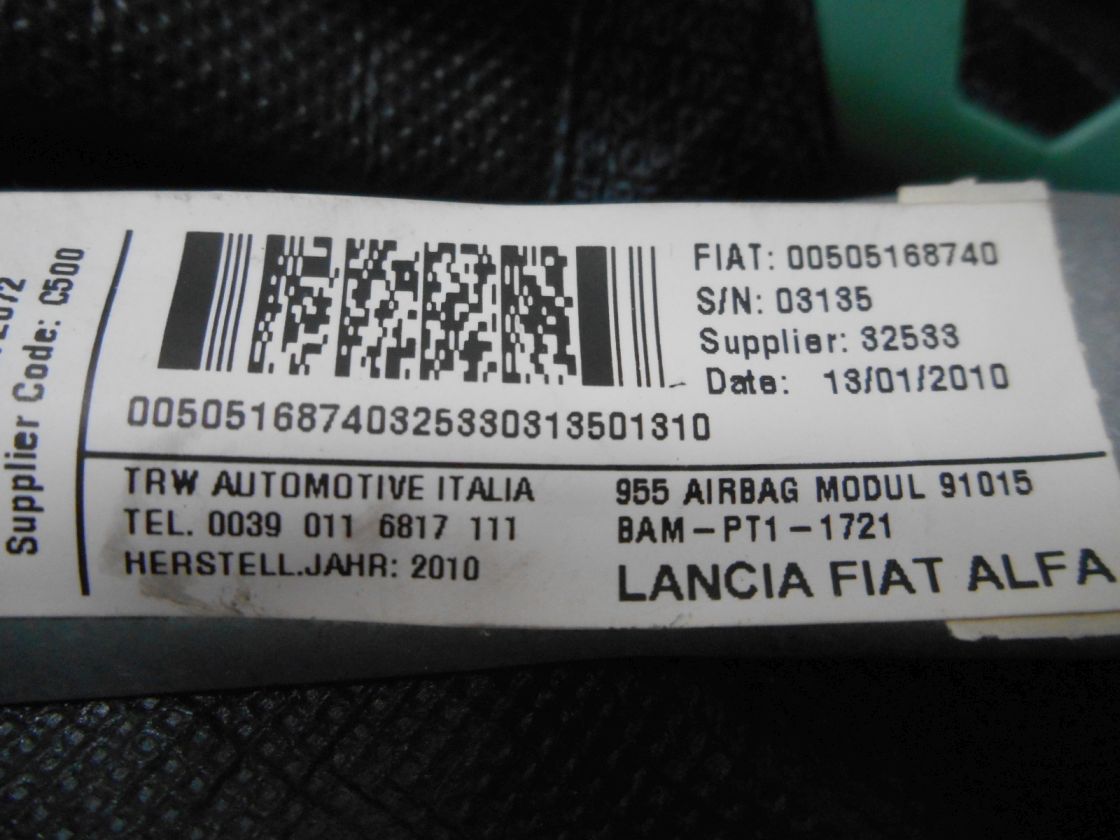 Supplier Code: C500
FIAT: 00505168740
S/N: 03135
Supplier: 32533
Date: 13/01/2010
00505168740325330313501310
TRW AUTOMOTIVE ITALIA
TEL. 0039 011 6817 111
HERSTELL.JAHR: 2010
955 AIRBAG MODUL 91015
BAM-PT1-1721
LANCIA FIAT ALFA